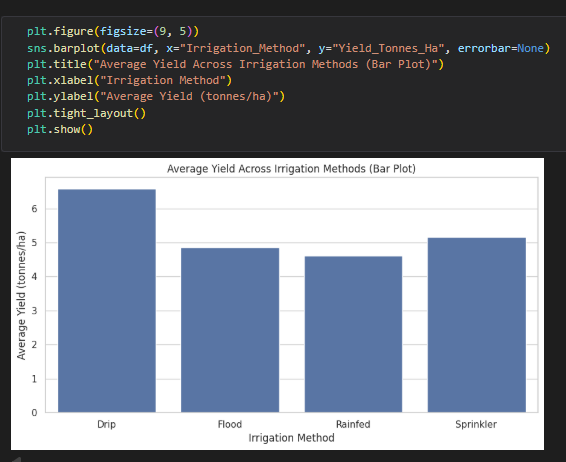 plt.figure(figsize=(9, 5))
sns.barplot(data=df, x="Irrigation_Method", y="Yield_Tonnes_Ha", errorbar=None)
plt.title("Average Yield Across Irrigation Methods (Bar Plot)")
plt.xlabel("Irrigation Method")
plt.ylabel("Average Yield (tonnes/ha)")
plt.tight_layout()
plt.show()
Average Yield Across Irrigation Methods (Bar Plot)
Average Yield (tonnes/ha)
6
5
4
3
2
1
0
Drip Flood Rainfed Sprinkler
Irrigation Method